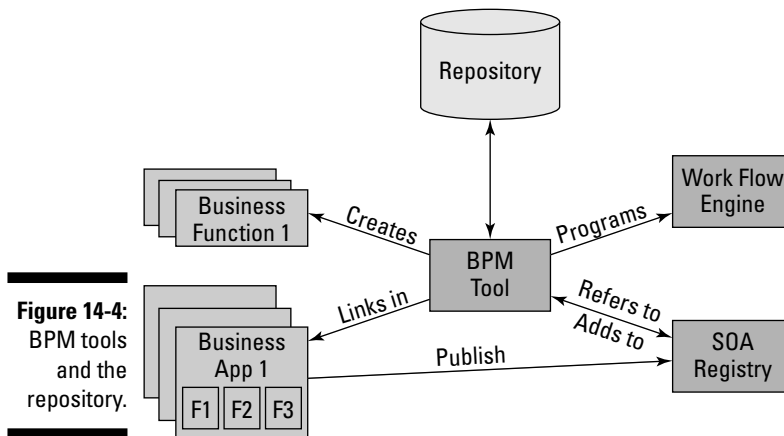 Repository
Business
Function 1
Creates
BPM
Tool
Programs
Work Flow
Engine
Figure 14-4:
BPM tools
and the
repository.
Links in
Business
App 1
F1 F2 F3
Publish
Refers to
Adds to
SOA
Registry